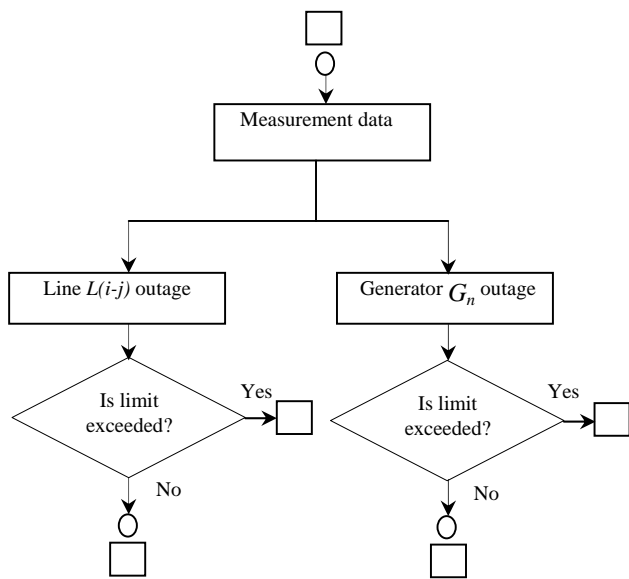 Measurement data
Line L(i-j) outage
Generator Gn outage
Is limit
exceeded?
Yes
No
Is limit
exceeded?
Yes
No